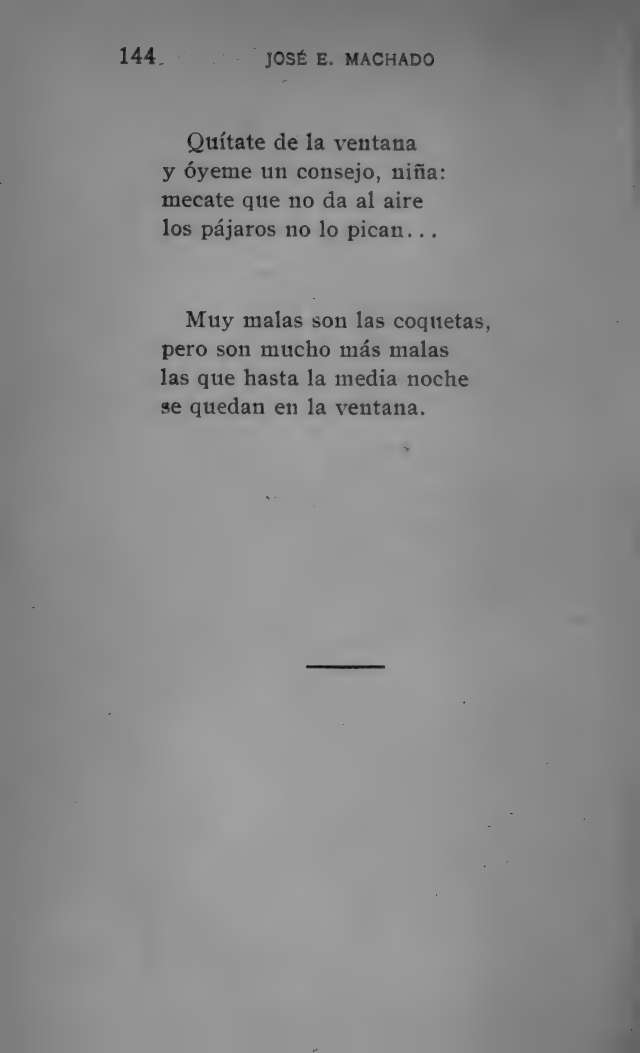 144. JOSÉ E. MACHADO
Quítate de la ventana
y óyeme un consejo, niña:
mecate que no da al aire
los pájaros no lo pican...
Muy malas son las coquetas,
pero son mucho más malas
las que hasta la media noche
se quedan en la ventana.